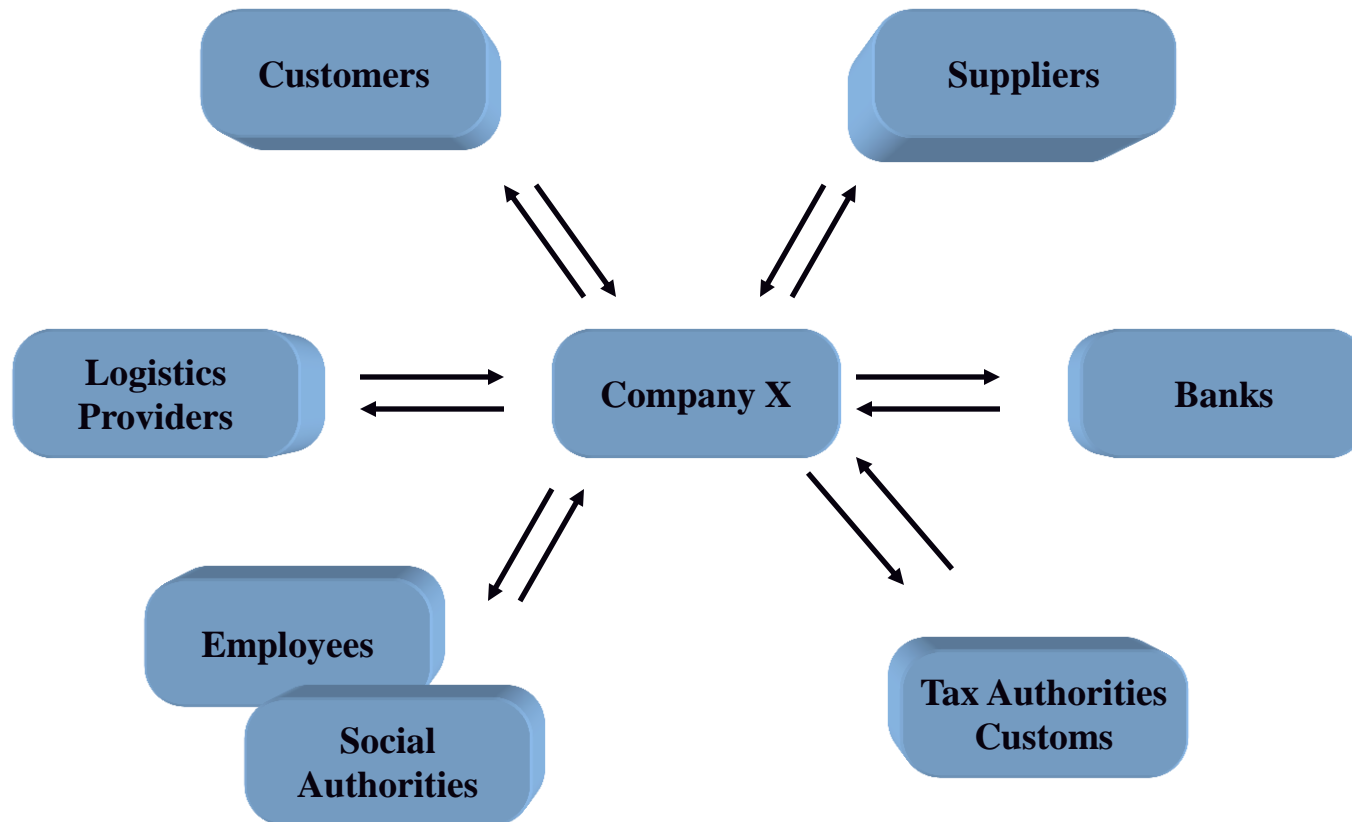 Customers
Suppliers
Logistics
Providers
Company X
Banks
Employees
Social
Authorities
Tax Authorities
Customs